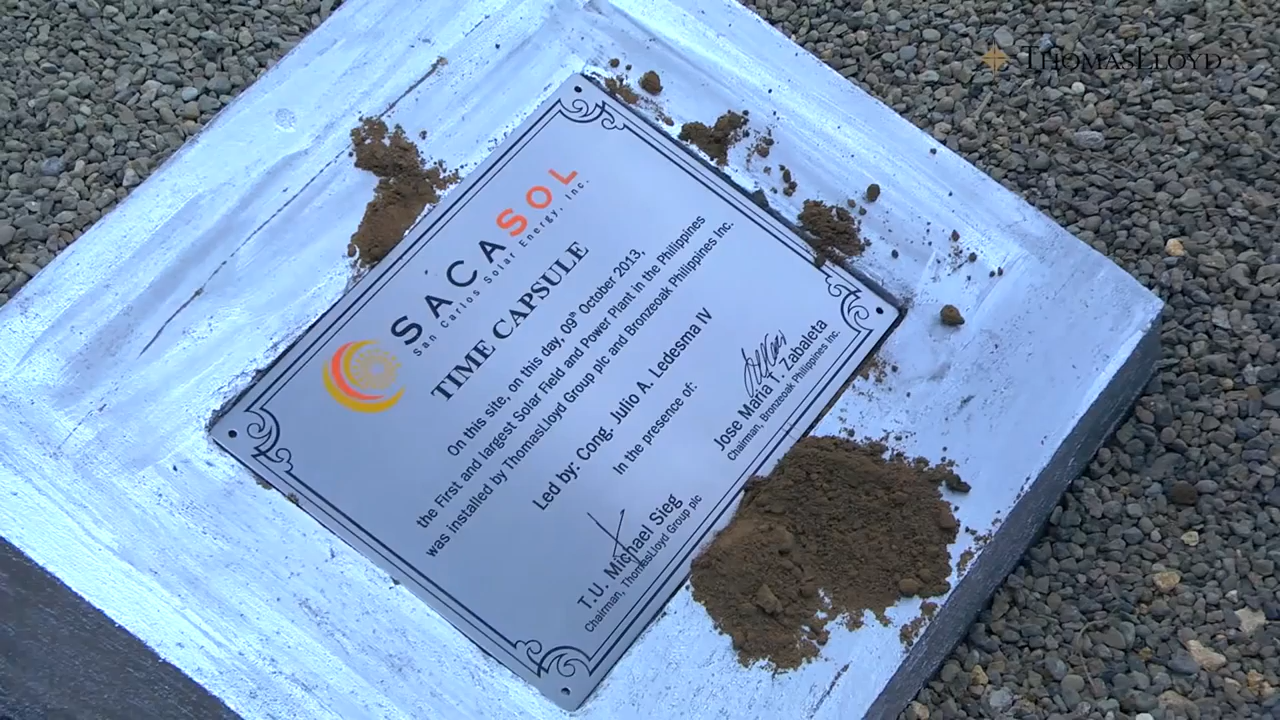 THOMASLLOYD
SACASOL
San Carlos Solar Energy, Inc.
TIME CAPSULE
On this site, on this day, 09th October 2013,
the First and largest Solar Field and Power Plant in the Philippines
was installed by ThomasLloyd Group plc and Bronzeoak Philippines Inc.
Led by: Cong. Julio A. Ledesma IV
In the presence of:
T.U. Michael Sieg
Chairman, ThomasLloyd Group plc
Jose Maria T. Zabaleta
Chairman, Bronzeoak Philippines Inc.